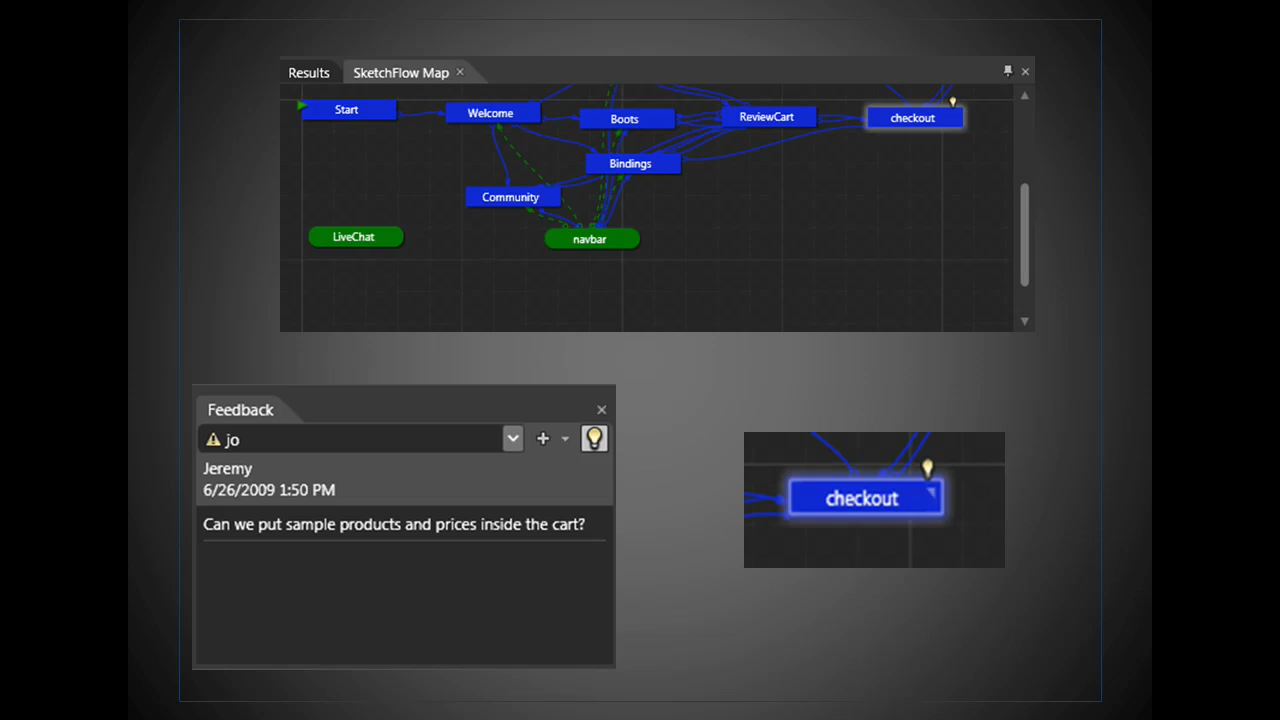 Results SketchFlow Map
Start Welcome Boots ReviewCart checkout
Bindings
Community
LiveChat navbar
Feedback
jo
Jeremy
6/26/2009 1:50 PM
Can we put sample products and prices inside the cart?
checkout